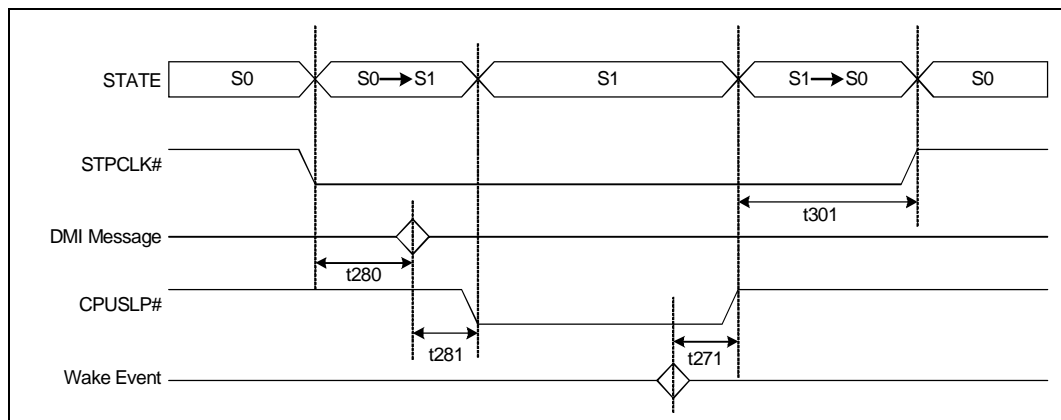 STATE
S0
S0→S1
S1
S1→S0
S0
STPCLK#
t301
DMI Message
t280
CPUSLP#
t281
t271
Wake Event